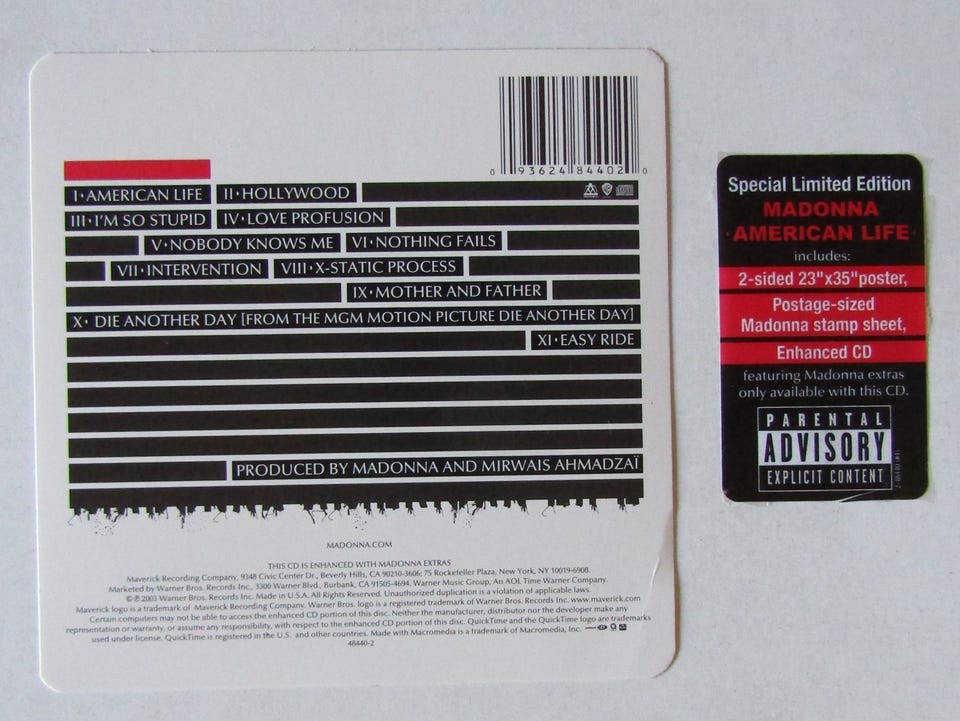 0 93624 84402 0
I·AMERICAN LIFE II·HOLLYWOOD
III·I'M SO STUPID IV·LOVE PROFUSION
V·NOBODY KNOWS ME VI·NOTHING FAILS
VII·INTERVENTION VIII·X-STATIC PROCESS
IX·MOTHER AND FATHER
X· DIE ANOTHER DAY [FROM THE MGM MOTION PICTURE DIE ANOTHER DAY]
XI·EASY RIDE
PRODUCED BY MADONNA AND MIRWAIS AHMADZAÏ
MADONNA.COM
THIS CD IS ENHANCED WITH MADONNA EXTRAS
Maverick Recording Company, 9348 Civic Center Dr., Beverly Hills, CA 90210-3606; 75 Rockefeller Plaza, New York, NY 10019-6908.
Marketed by Warner Bros. Records Inc., 3300 Warner Blvd., Burbank, CA 91505-4694. Warner Music Group, An AOL Time Warner Company.
©℗ 2003 Warner Bros. Records Inc. Made in U.S.A. All Rights Reserved. Unauthorized duplication is a violation of applicable laws.
Maverick logo is a trademark of Maverick Recording Company. Warner Bros. logo is a registered trademark of Warner Bros. Records Inc. www.maverick.com
Certain computers may not be able to access the enhanced CD portion of this disc. Neither the manufacturer, distributor nor the developer make any
representation or warranty, or assume any responsibility, with respect to the enhanced CD portion of this disc. QuickTime and the QuickTime logo are trademarks
used under license. QuickTime is registered in the U.S. and other countries. Made with Macromedia is a trademark of Macromedia, Inc.
48440-2
Special Limited Edition
MADONNA
AMERICAN LIFE
includes:
2-sided 23"x35"poster,
Postage-sized
Madonna stamp sheet,
Enhanced CD
featuring Madonna extras
only available with this CD.
PARENTAL
ADVISORY
EXPLICIT CONTENT